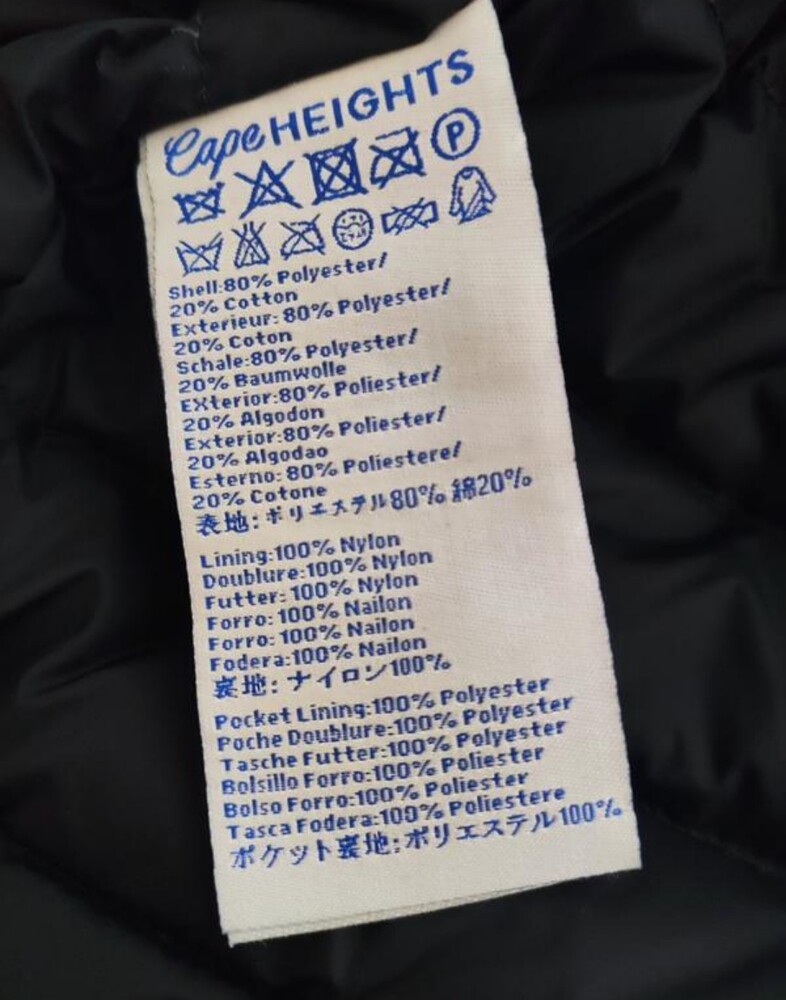 Cape HEIGHTS
P
Shell:80% Polyester/
20% Cotton
Exterieur: 80% Polyester/
20% Coton
Schale:80% Polyester/
20% Baumwolle
EXterior:80% Poliester/
20% Algodon
Exterior:80% Poliester/
20% Algodao
Esterno: 80% Poliestere/
20% Cotone
表地:ポリエステル80% 綿20%
Lining:100% Nylon
Doublure:100% Nylon
Futter: 100% Nylon
Forro: 100% Nailon
Forro: 100% Nailon
Fodera:100% Nailon
裏地: ナイロン100%
Pocket Lining:100% Polyester
Poche Doublure:100% Polyester
Tasche Futter:100% Polyester
Bolsillo Forro:100% Poliester
Bolso Forro:100% Poliester
Tasca Fodera:100% Poliestere
ポケット裏地:ポリエステル100%